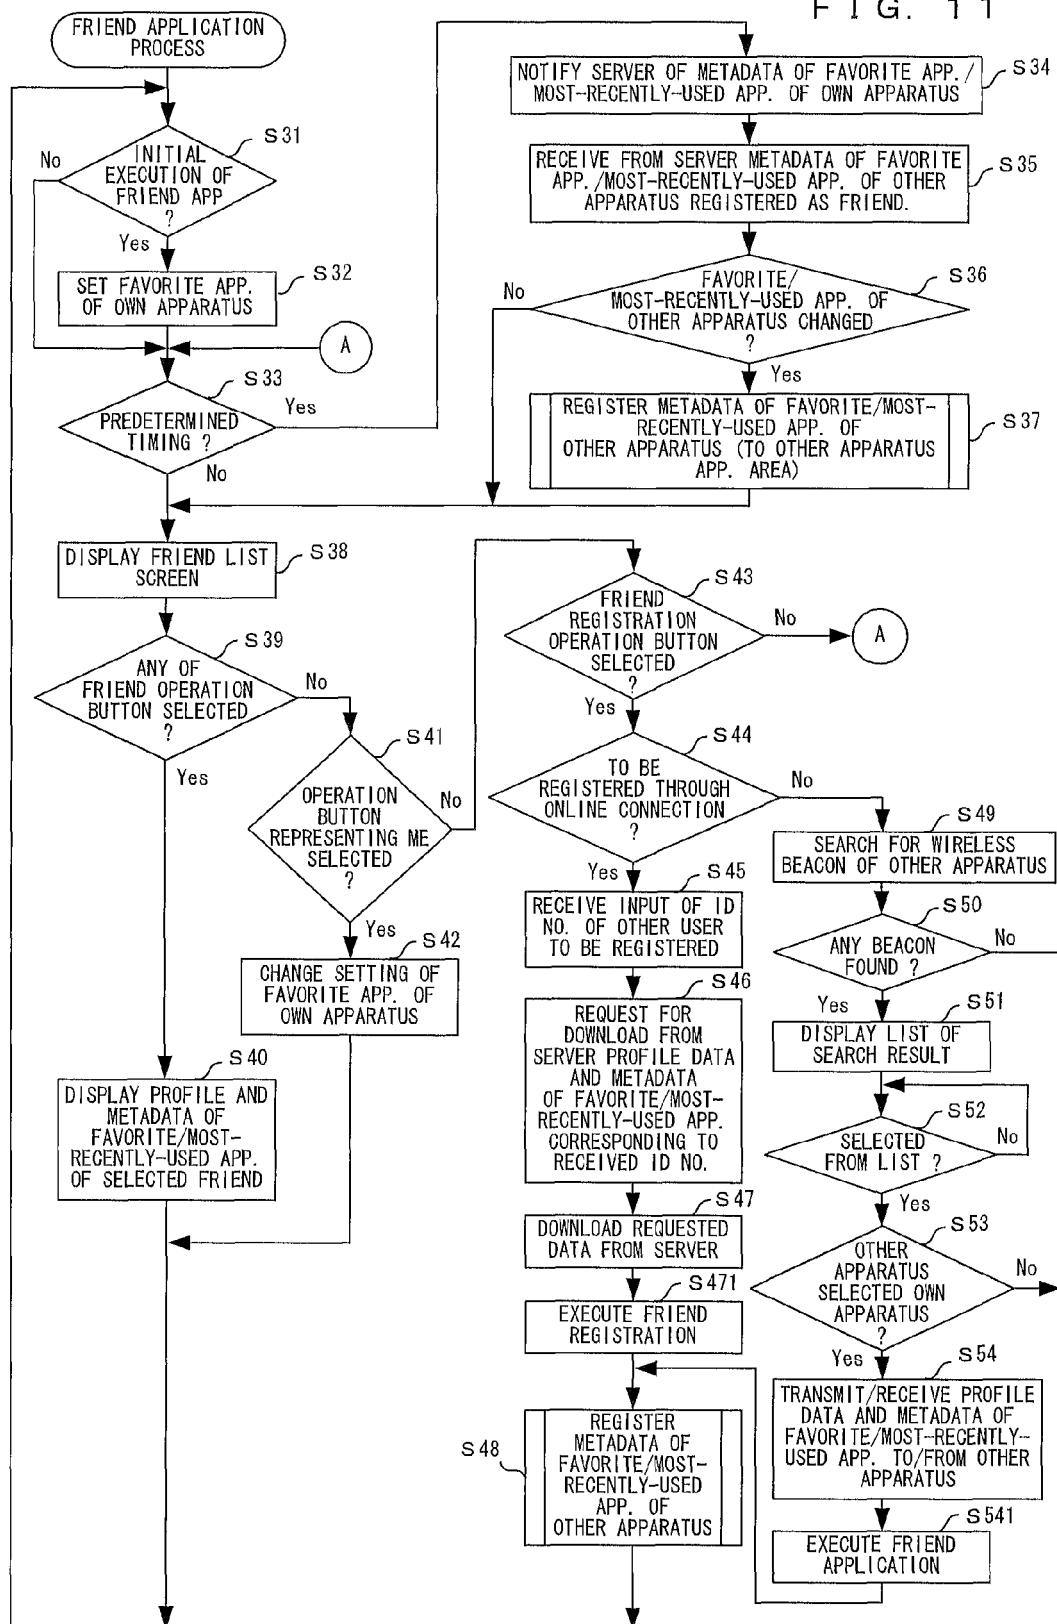 FIG. 11
FRIEND APPLICATION
PROCESS
S31
INITIAL
EXECUTION OF
FRIEND APP
?
No
Yes
S32
SET FAVORITE APP.
OF OWN APPARATUS
A
S33
PREDETERMINED
TIMING ?
Yes
No
S34
NOTIFY SERVER OF METADATA OF FAVORITE APP./
MOST-RECENTLY-USED APP. OF OWN APPARATUS
S35
RECEIVE FROM SERVER METADATA OF FAVORITE
APP./MOST-RECENTLY-USED APP. OF OTHER
APPARATUS REGISTERED AS FRIEND.
S36
FAVORITE/
MOST-RECENTLY-USED APP. OF
OTHER APPARATUS CHANGED
?
No
Yes
S37
REGISTER METADATA OF FAVORITE/MOST-
RECENTLY-USED APP. OF
OTHER APPARATUS (TO OTHER APPARATUS
APP. AREA)
S38
DISPLAY FRIEND LIST
SCREEN
S39
ANY OF
FRIEND OPERATION
BUTTON SELECTED
?
No
Yes
S40
DISPLAY PROFILE AND
METADATA OF
FAVORITE/MOST-
RECENTLY-USED APP.
OF SELECTED FRIEND
S41
OPERATION
BUTTON
REPRESENTING ME
SELECTED
?
No
Yes
S42
CHANGE SETTING OF
FAVORITE APP. OF
OWN APPARATUS
S43
FRIEND
REGISTRATION
OPERATION BUTTON
SELECTED
?
No
A
Yes
S44
TO BE
REGISTERED THROUGH
ONLINE CONNECTION
?
No
Yes
S45
RECEIVE INPUT OF ID
NO. OF OTHER USER
TO BE REGISTERED
S46
REQUEST FOR
DOWNLOAD FROM
SERVER PROFILE DATA
AND METADATA
OF FAVORITE/MOST-
RECENTLY-USED APP.
CORRESPONDING TO
RECEIVED ID NO.
S47
DOWNLOAD REQUESTED
DATA FROM SERVER
S471
EXECUTE FRIEND
REGISTRATION
S48
REGISTER
METADATA OF
FAVORITE/MOST-
RECENTLY-USED
APP. OF
OTHER APPARATUS
S49
SEARCH FOR WIRELESS
BEACON OF OTHER APPARATUS
S50
ANY BEACON
FOUND ?
No
Yes
S51
DISPLAY LIST OF
SEARCH RESULT
S52
SELECTED
FROM LIST ?
No
Yes
S53
OTHER
APPARATUS
SELECTED OWN
APPARATUS
?
No
Yes
S54
TRANSMIT/RECEIVE PROFILE
DATA AND METADATA OF
FAVORITE/MOST-RECENTLY-
USED APP. TO/FROM OTHER
APPARATUS
S541
EXECUTE FRIEND
APPLICATION